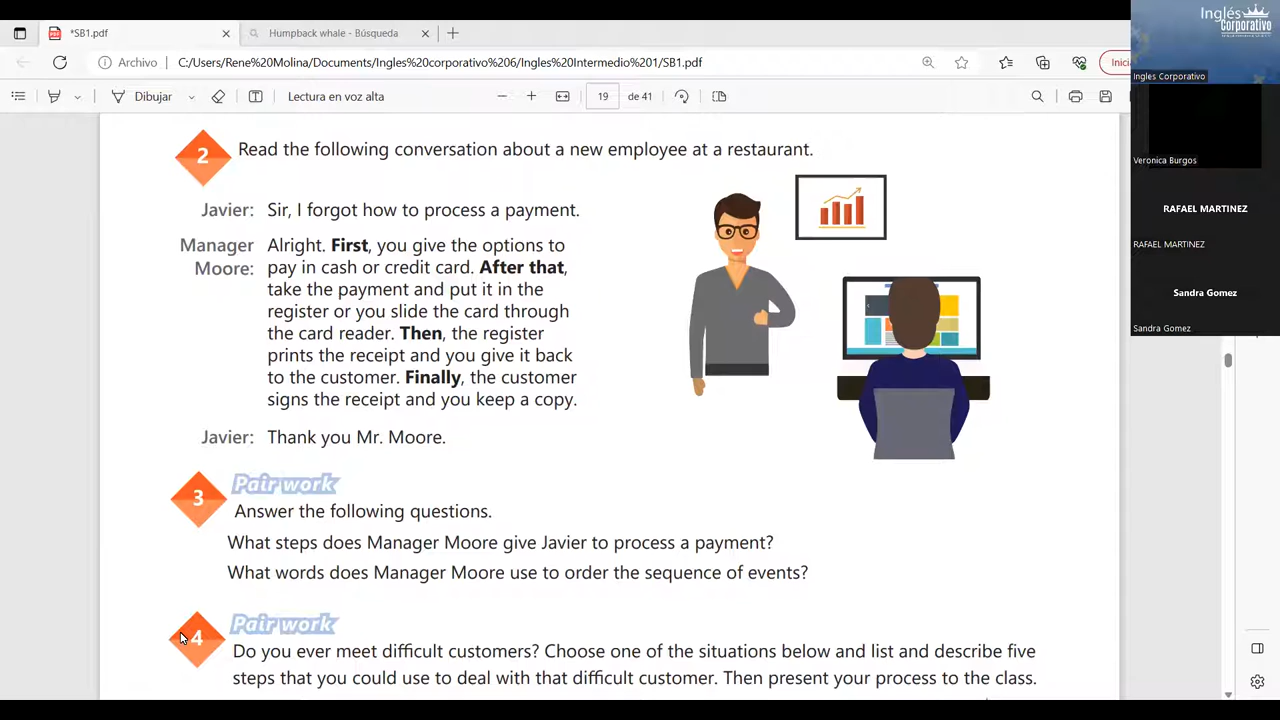 *SB1.pdf
Humpback whale - Búsqueda
Archivo
C:/Users/Rene%20Molina/Documents/Ingles%20corporativo%206/Ingles%20Intermedio%201/SB1.pdf
Dibujar
Lectura en voz alta
19
de 41
2
Read the following conversation about a new employee at a restaurant.
Javier: Sir, I forgot how to process a payment.
Manager Alright. First, you give the options to
Moore: pay in cash or credit card. After that,
take the payment and put it in the
register or you slide the card through
the card reader. Then, the register
prints the receipt and you give it back
to the customer. Finally, the customer
signs the receipt and you keep a copy.
Javier: Thank you Mr. Moore.
3
Pair work
Answer the following questions.
What steps does Manager Moore give Javier to process a payment?
What words does Manager Moore use to order the sequence of events?
4
Pair work
Do you ever meet difficult customers? Choose one of the situations below and list and describe five
steps that you could use to deal with that difficult customer. Then present your process to the class.
Inglés
Corporativo
Ingles Corporativo
Veronica Burgos
RAFAEL MARTINEZ
RAFAEL MARTINEZ
Sandra Gomez
Sandra Gomez